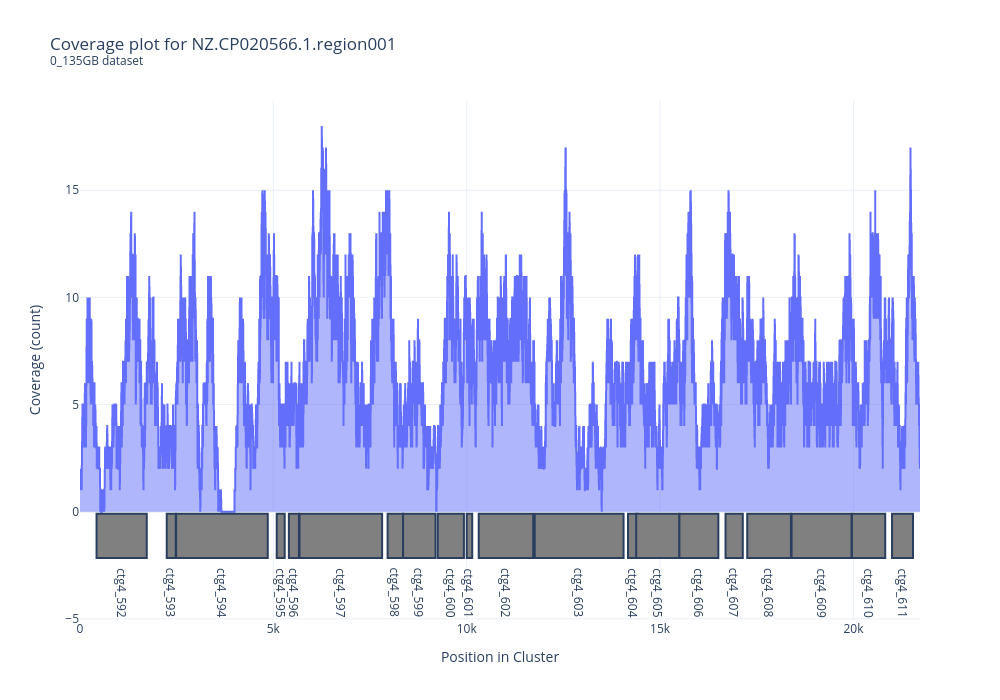 Coverage plot for NZ.CP020566.1.region001
0_135GB dataset
Coverage (count)
15
10
5
0
−5
ctg4_592
ctg4_593
ctg4_594
ctg4_595
ctg4_596
ctg4_597
ctg4_598
ctg4_599
ctg4_600
ctg4_601
ctg4_602
ctg4_603
ctg4_604
ctg4_605
ctg4_606
ctg4_607
ctg4_608
ctg4_609
ctg4_610
ctg4_611
0 5k 10k 15k 20k
Position in Cluster